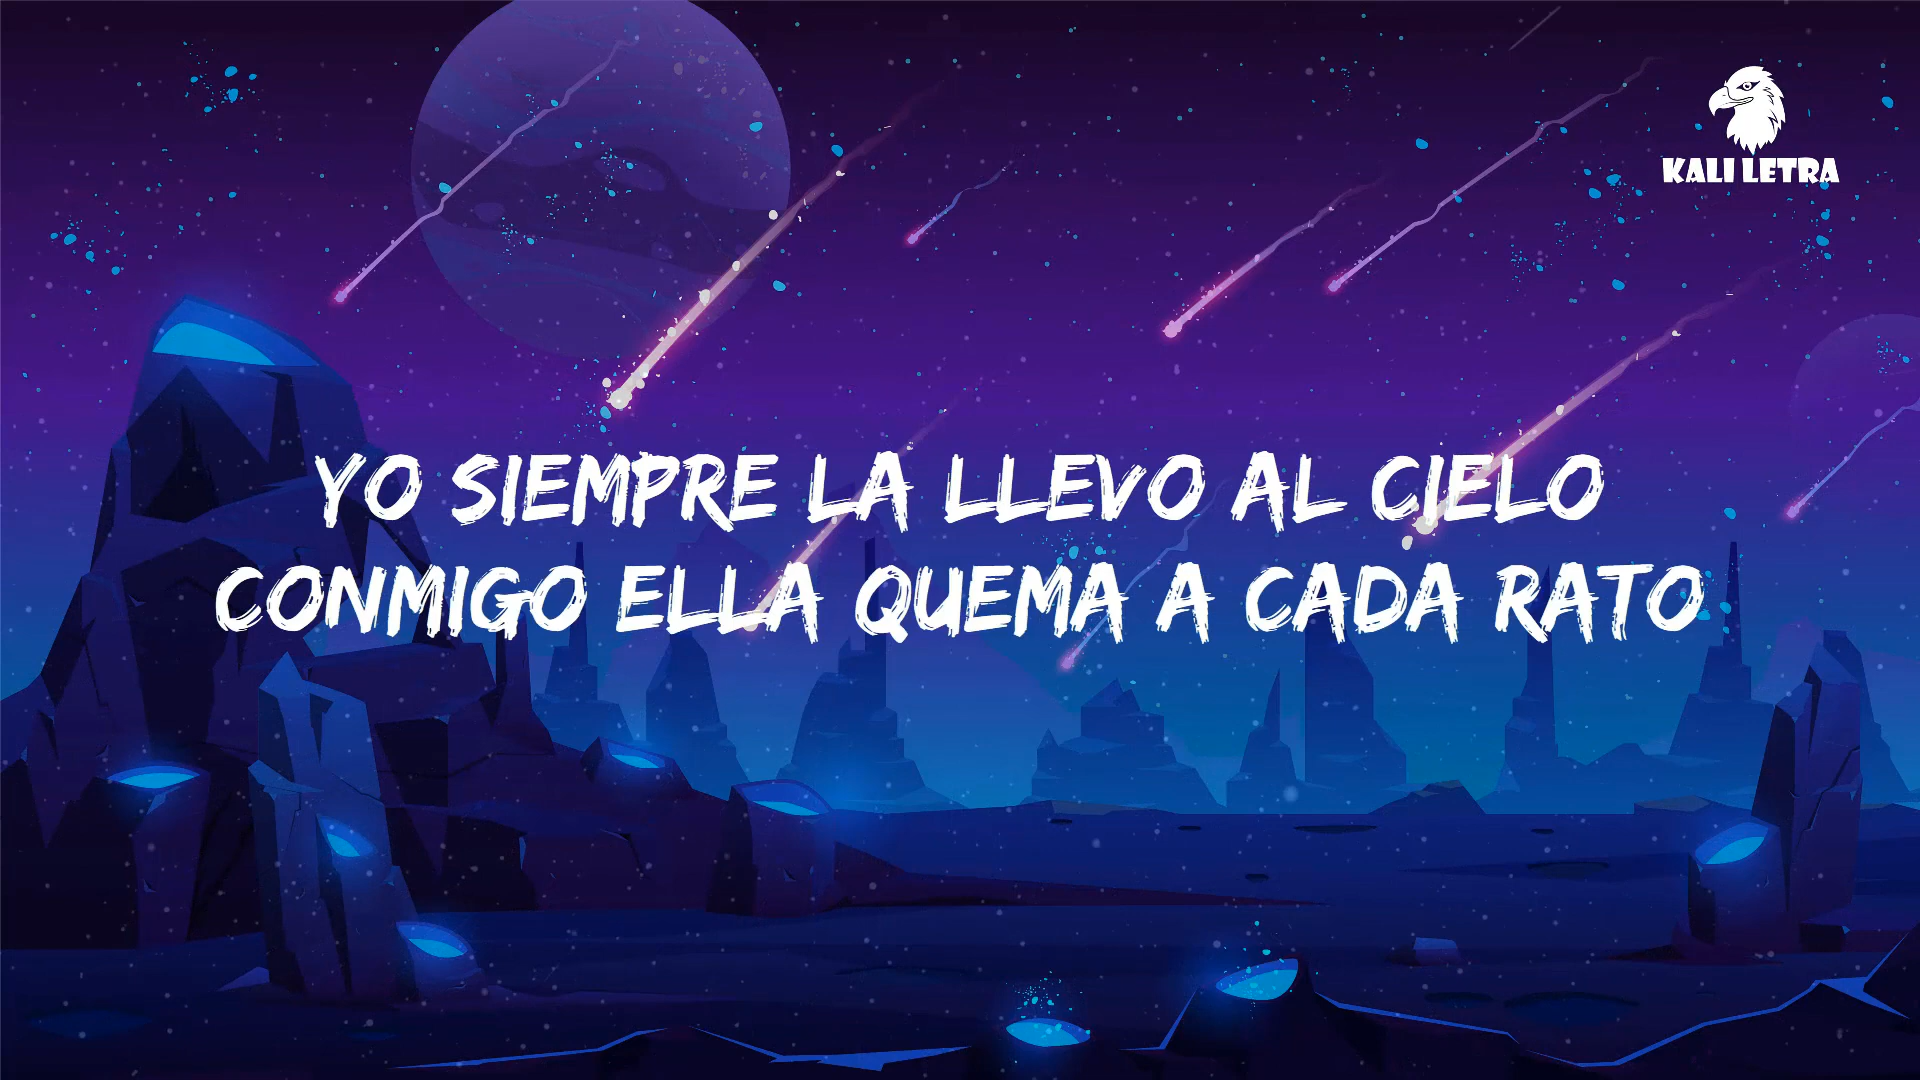 KALI LETRA
YO SIEMPRE LA LLEVO AL CIELO
CONMIGO ELLA QUEMA A CADA RATO